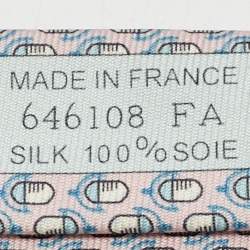 MADE IN FRANCE
646108 FA
SILK 100% SOIE